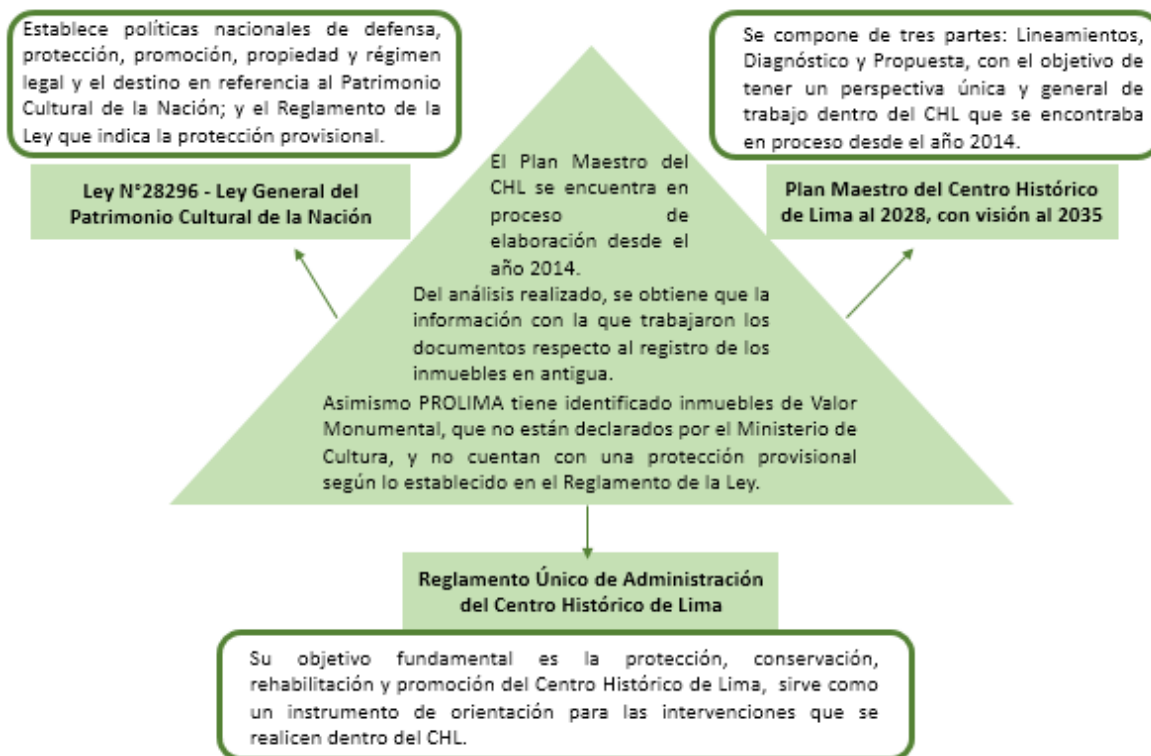 Establece políticas nacionales de defensa,
protección, promoción, propiedad y régimen
legal y el destino en referencia al Patrimonio
Cultural de la Nación; y el Reglamento de la
Ley que indica la protección provisional.
Ley N°28296 - Ley General del
Patrimonio Cultural de la Nación
Se compone de tres partes: Lineamientos,
Diagnóstico y Propuesta, con el objetivo de
tener un perspectiva única y general de
trabajo dentro del CHL que se encontraba
en proceso desde el año 2014.
Plan Maestro del Centro Histórico
de Lima al 2028, con visión al 2035
El Plan Maestro del
CHL se encuentra en
proceso de
elaboración desde el
año 2014.
Del análisis realizado, se obtiene que la
información con la que trabajaron los
documentos respecto al registro de los
inmuebles en antigua.
Asimismo PROLIMA tiene identificado inmuebles de Valor
Monumental, que no están declarados por el Ministerio de
Cultura, y no cuentan con una protección provisional
según lo establecido en el Reglamento de la Ley.
Reglamento Único de Administración
del Centro Histórico de Lima
Su objetivo fundamental es la protección, conservación,
rehabilitación y promoción del Centro Histórico de Lima, sirve como
un instrumento de orientación para las intervenciones que se
realicen dentro del CHL.